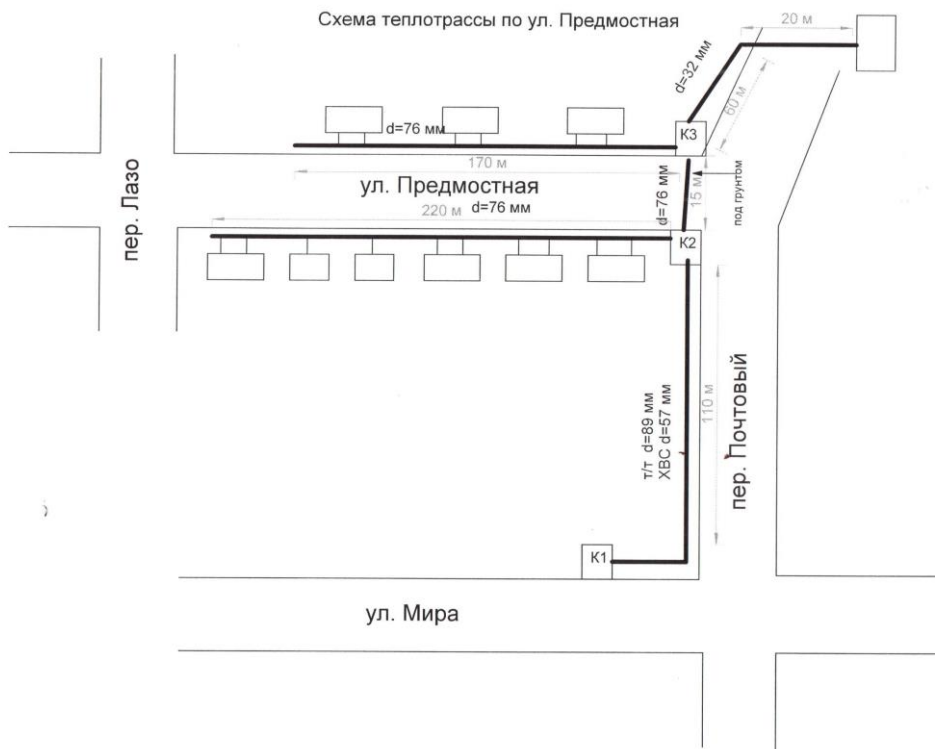 Схема теплотрассы по ул. Предмостная
20 м
d=32 мм
60 м
d=76 мм
К3
170 м
ул. Предмостная
220 м
d=76 мм
d=76 мм
15 м
под грунтом
К2
пер. Лазо
110 м
т/т d=89 мм
ХВС d=57 мм
пер. Почтовый
К1
ул. Мира